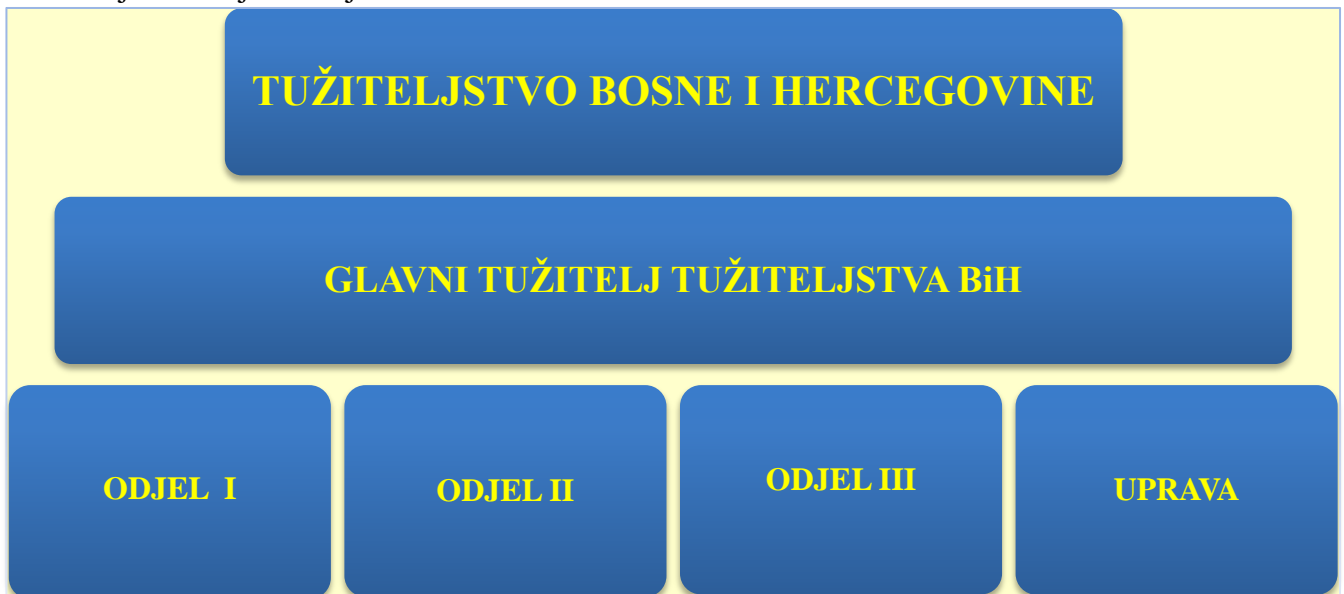 TUŽITELJSTVO BOSNE I HERCEGOVINE
GLAVNI TUŽITELJ TUŽITELJSTVA BiH
ODJEL I
ODJEL II
ODJEL III
UPRAVA